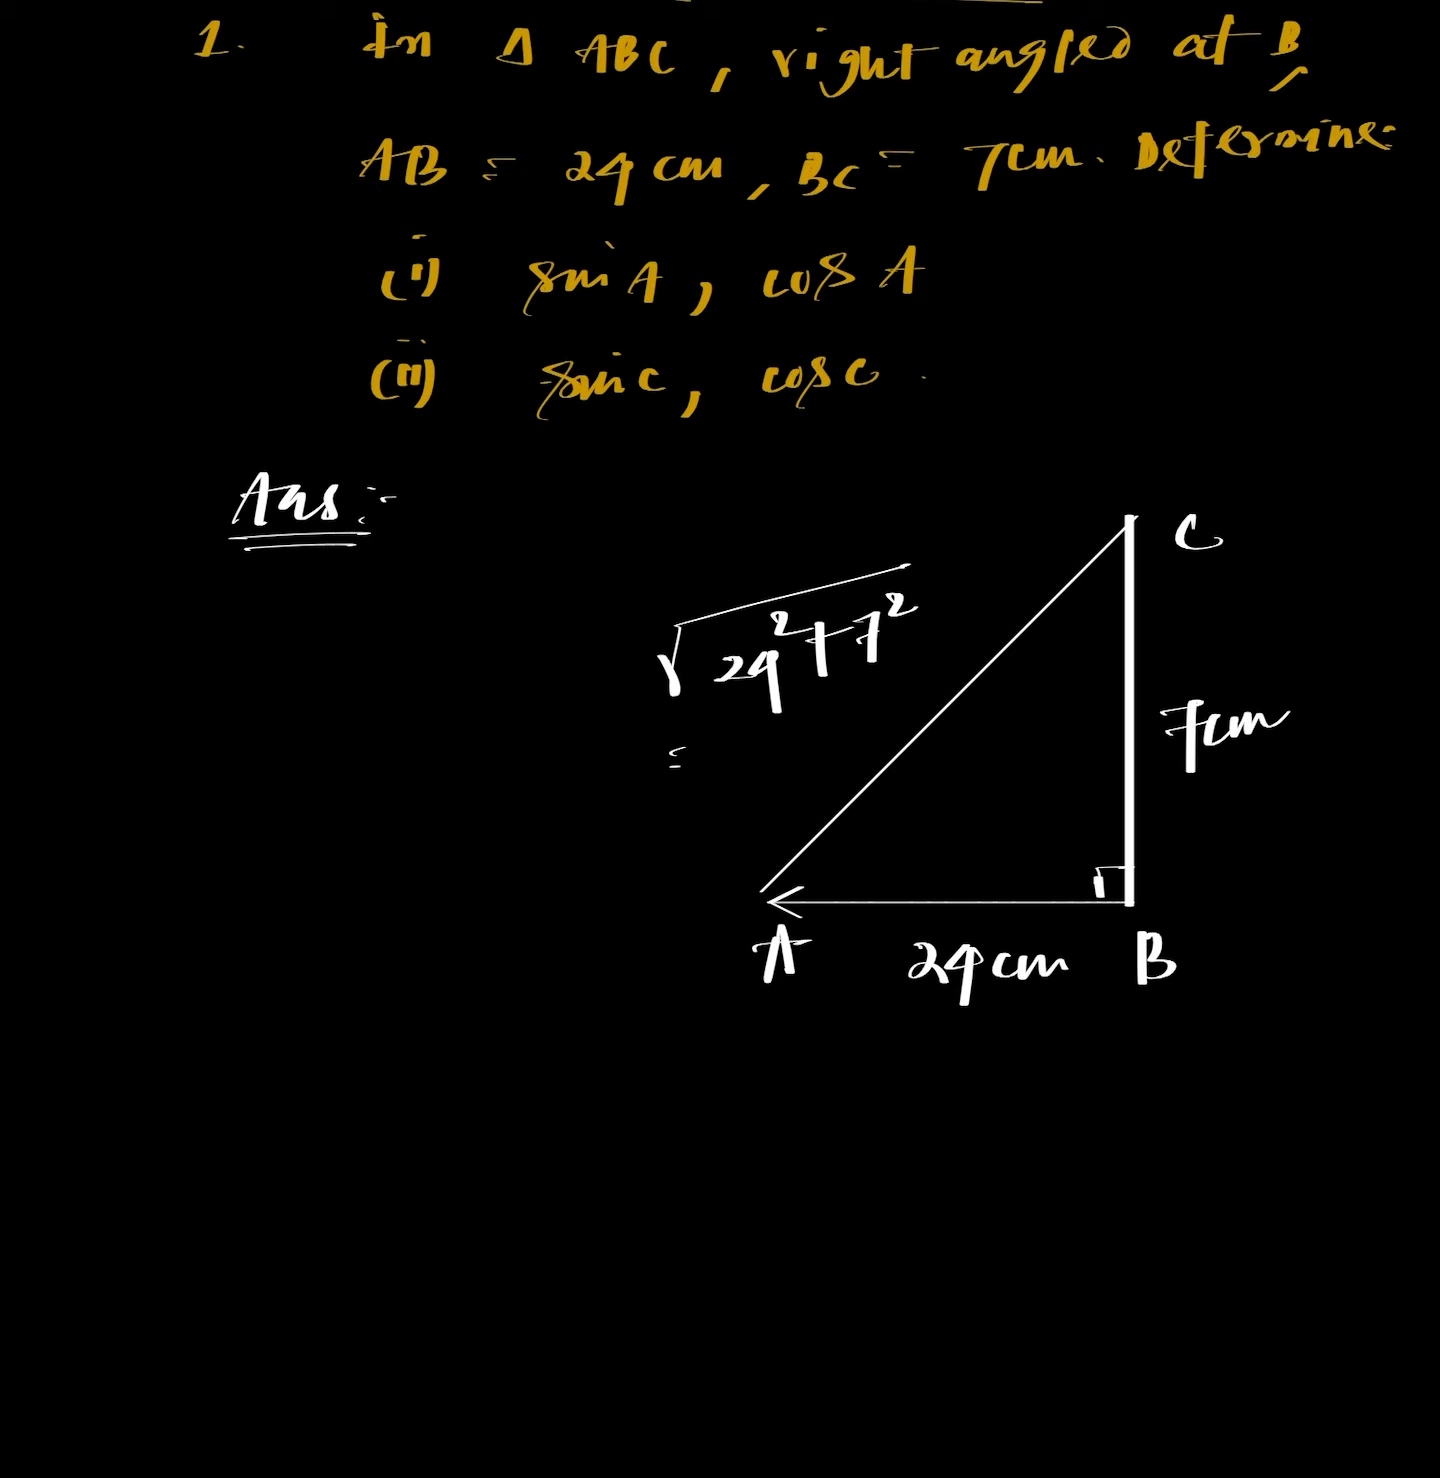 1. In Δ ABC, right angled at B,
AB = 24 cm, BC = 7cm. Determine:
(i) sin A, cos A
(ii) sin C, cos C.
Ans:-
C
√24²+7²
=
7cm
A 24cm B